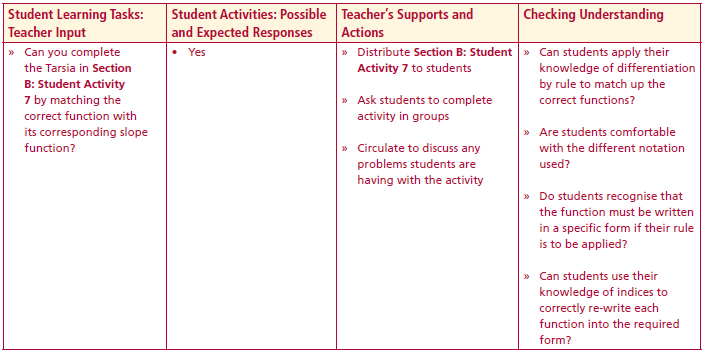 Student Learning Tasks:
Teacher Input
Student Activities: Possible
and Expected Responses
Teacher's Supports and
Actions
Checking Understanding
» Can you complete
the Tarsia in Section
B: Student Activity
7 by matching the
correct function with
its corresponding slope
function?
• Yes
» Distribute Section B: Student
Activity 7 to students
» Ask students to complete
activity in groups
» Circulate to discuss any
problems students are
having with the activity
» Can students apply their
knowledge of differentiation
by rule to match up the
correct functions?
» Are students comfortable
with the different notation
used?
» Do students recognise that
the function must be written
in a specific form if their rule
is to be applied?
» Can students use their
knowledge of indices to
correctly re-write each
function into the required
form?